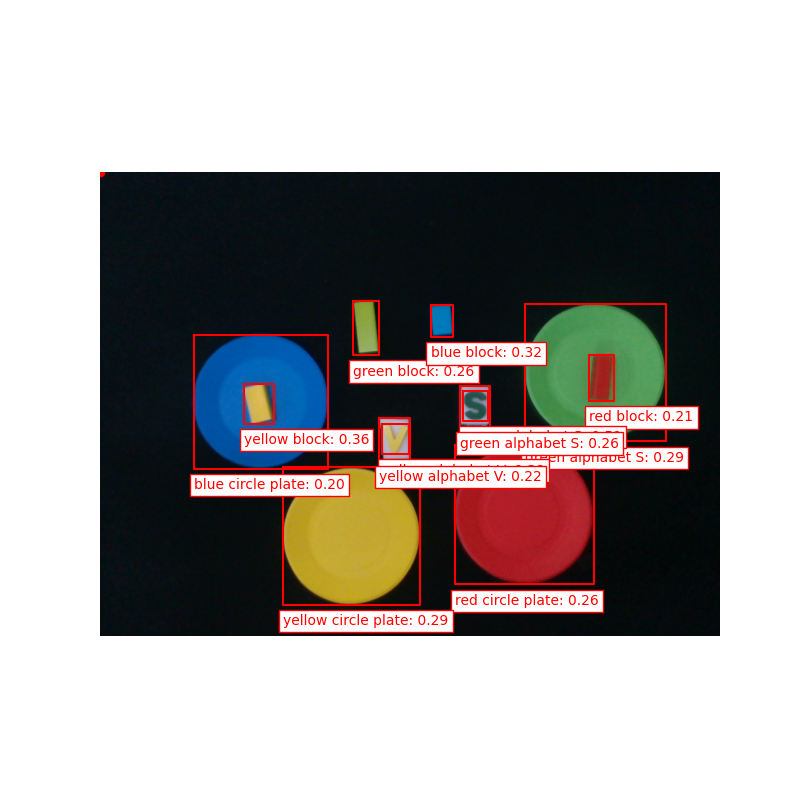 blue block: 0.32
green block: 0.26
S
red block: 0.21
V
yellow block: 0.36
green alphabet S: 0.26
green alphabet S: 0.29
yellow alphabet V: 0.22
blue circle plate: 0.20
red circle plate: 0.26
yellow circle plate: 0.29